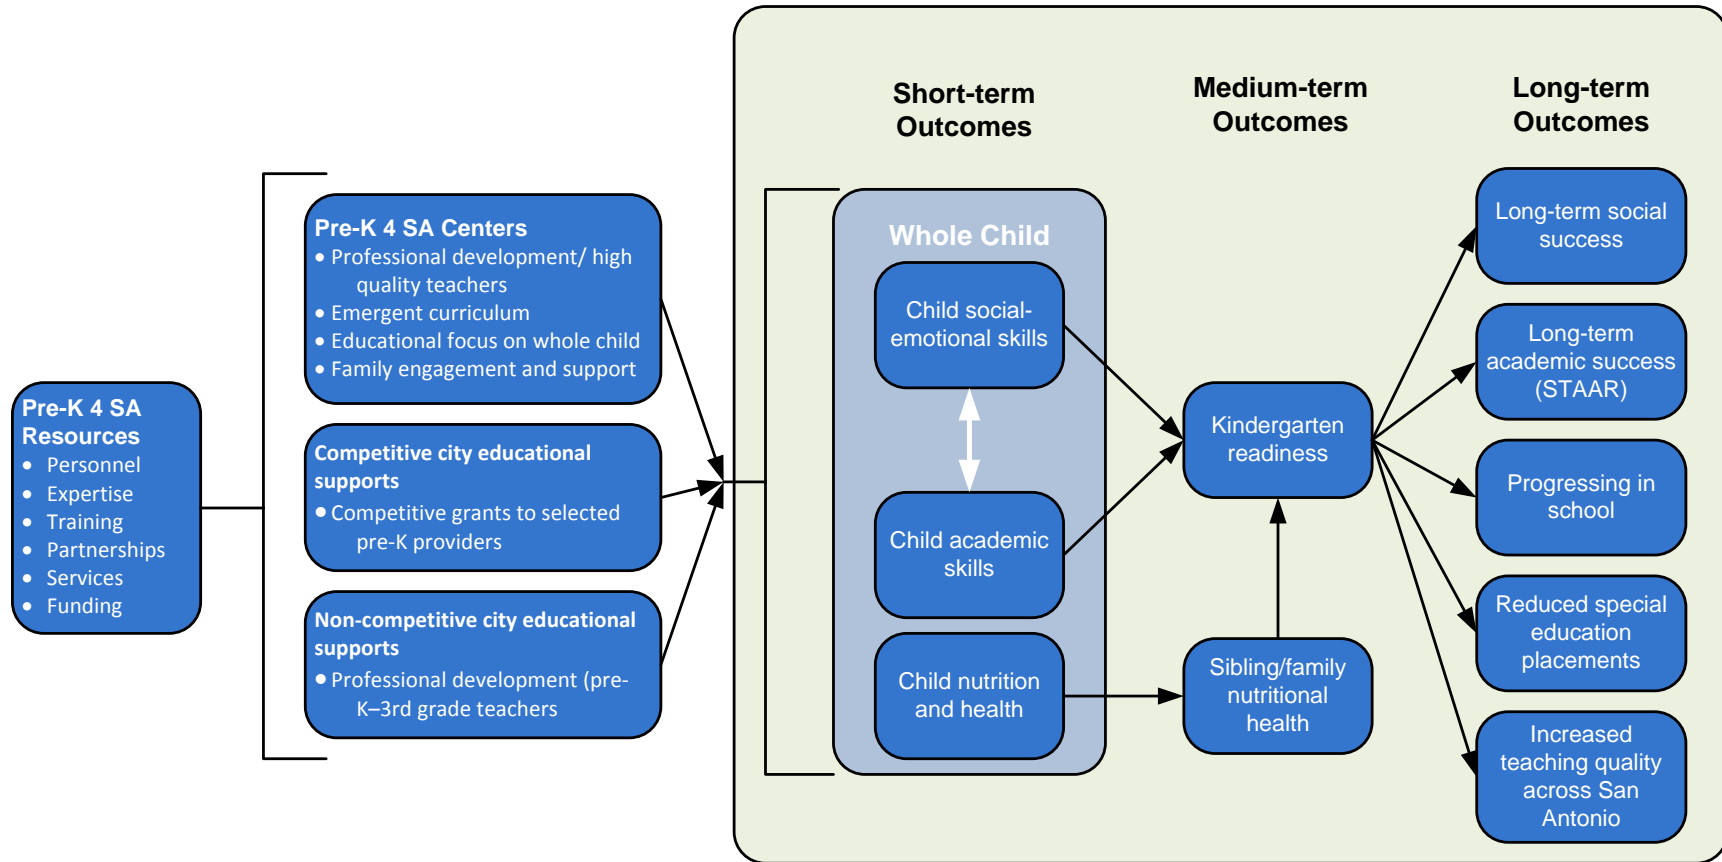 Pre-K 4 SA
Resources
• Personnel
• Expertise
• Training
• Partnerships
• Services
• Funding
Pre-K 4 SA Centers
• Professional development/ high
quality teachers
• Emergent curriculum
• Educational focus on whole child
• Family engagement and support
Competitive city educational
supports
• Competitive grants to selected
pre-K providers
Non-competitive city educational
supports
• Professional development (pre-
K–3rd grade teachers
Short-term
Outcomes
Whole Child
Child social-
emotional skills
Child academic
skills
Child nutrition
and health
Medium-term
Outcomes
Kindergarten
readiness
Sibling/family
nutritional
health
Long-term
Outcomes
Long-term social
success
Long-term
academic success
(STAAR)
Progressing in
school
Reduced special
education
placements
Increased
teaching quality
across San
Antonio